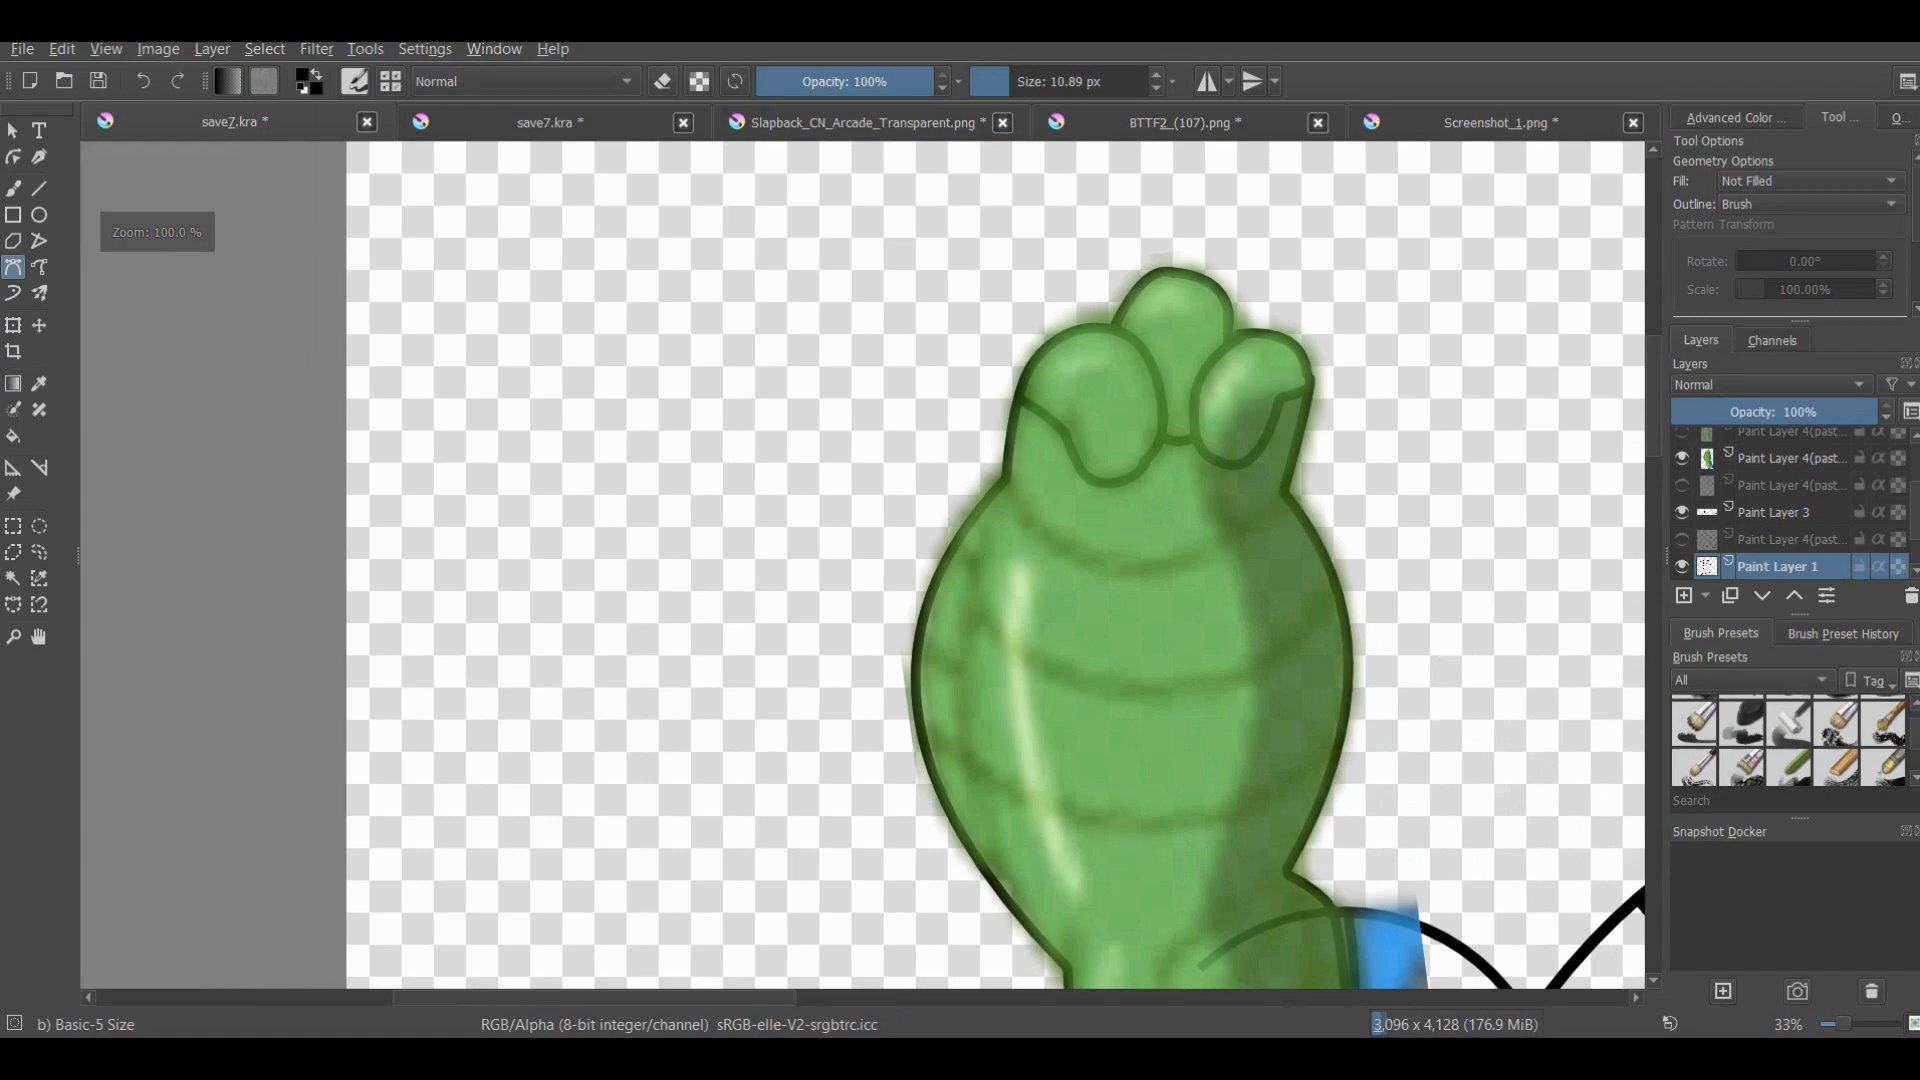 File Edit View Image Layer Select Filter Tools Settings Window Help
Normal Opacity: 100% Size: 10.89 px
save7.kra * save7.kra * Slapback_CN_Arcade_Transparent.png * BTTF2_(107).png * Screenshot_1.png *
Advanced Color ... Tool ... O...
Tool Options
Geometry Options
Fill: Not Filled
Outline: Brush
Pattern Transform
Zoom: 100.0 %
Rotate: 0.00°
Scale: 100.00%
Layers Channels
Layers
Normal
Opacity: 100%
Paint Layer 4(past...
Paint Layer 4(past...
Paint Layer 4(past...
Paint Layer 3
Paint Layer 4(past...
Paint Layer 1
Brush Presets Brush Preset History
Brush Presets
All Tag
Search
Snapshot Docker
b) Basic-5 Size RGB/Alpha (8-bit integer/channel) sRGB-elle-V2-srgbtrc.icc 3,096 x 4,128 (176.9 MiB) 33%